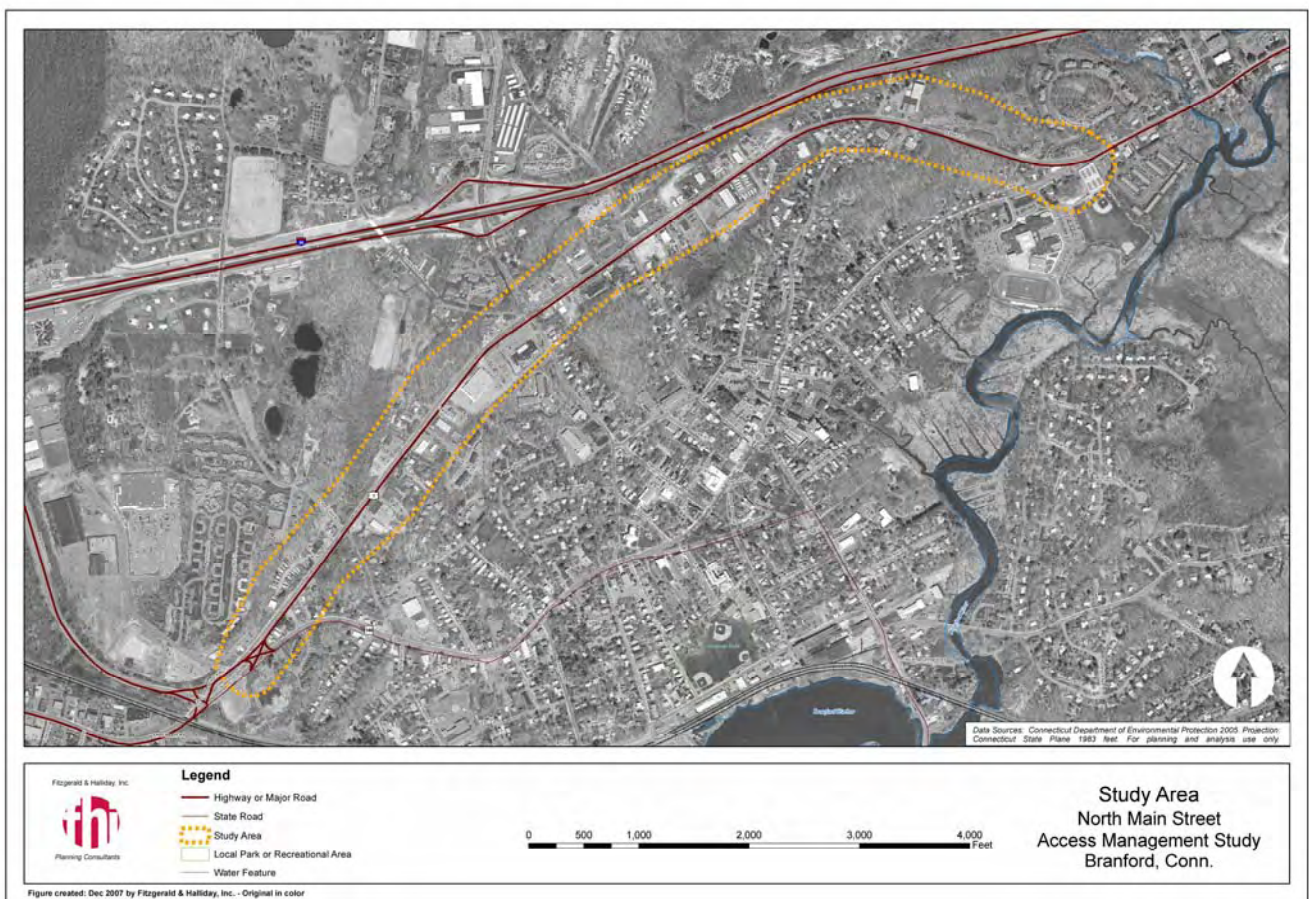 Data Sources: Connecticut Department of Environmental Protection 2005. Projection:
Connecticut State Plane 1983 feet. For planning and analysis use only.
Fitzgerald & Halliday, Inc.
fhi
Planning Consultants
Legend
Highway or Major Road
State Road
Study Area
Local Park or Recreational Area
Water Feature
0 500 1,000 2,000 3,000 4,000
Feet
Study Area
North Main Street
Access Management Study
Branford, Conn.
Figure created: Dec 2007 by Fitzgerald & Halliday, Inc. - Original in color